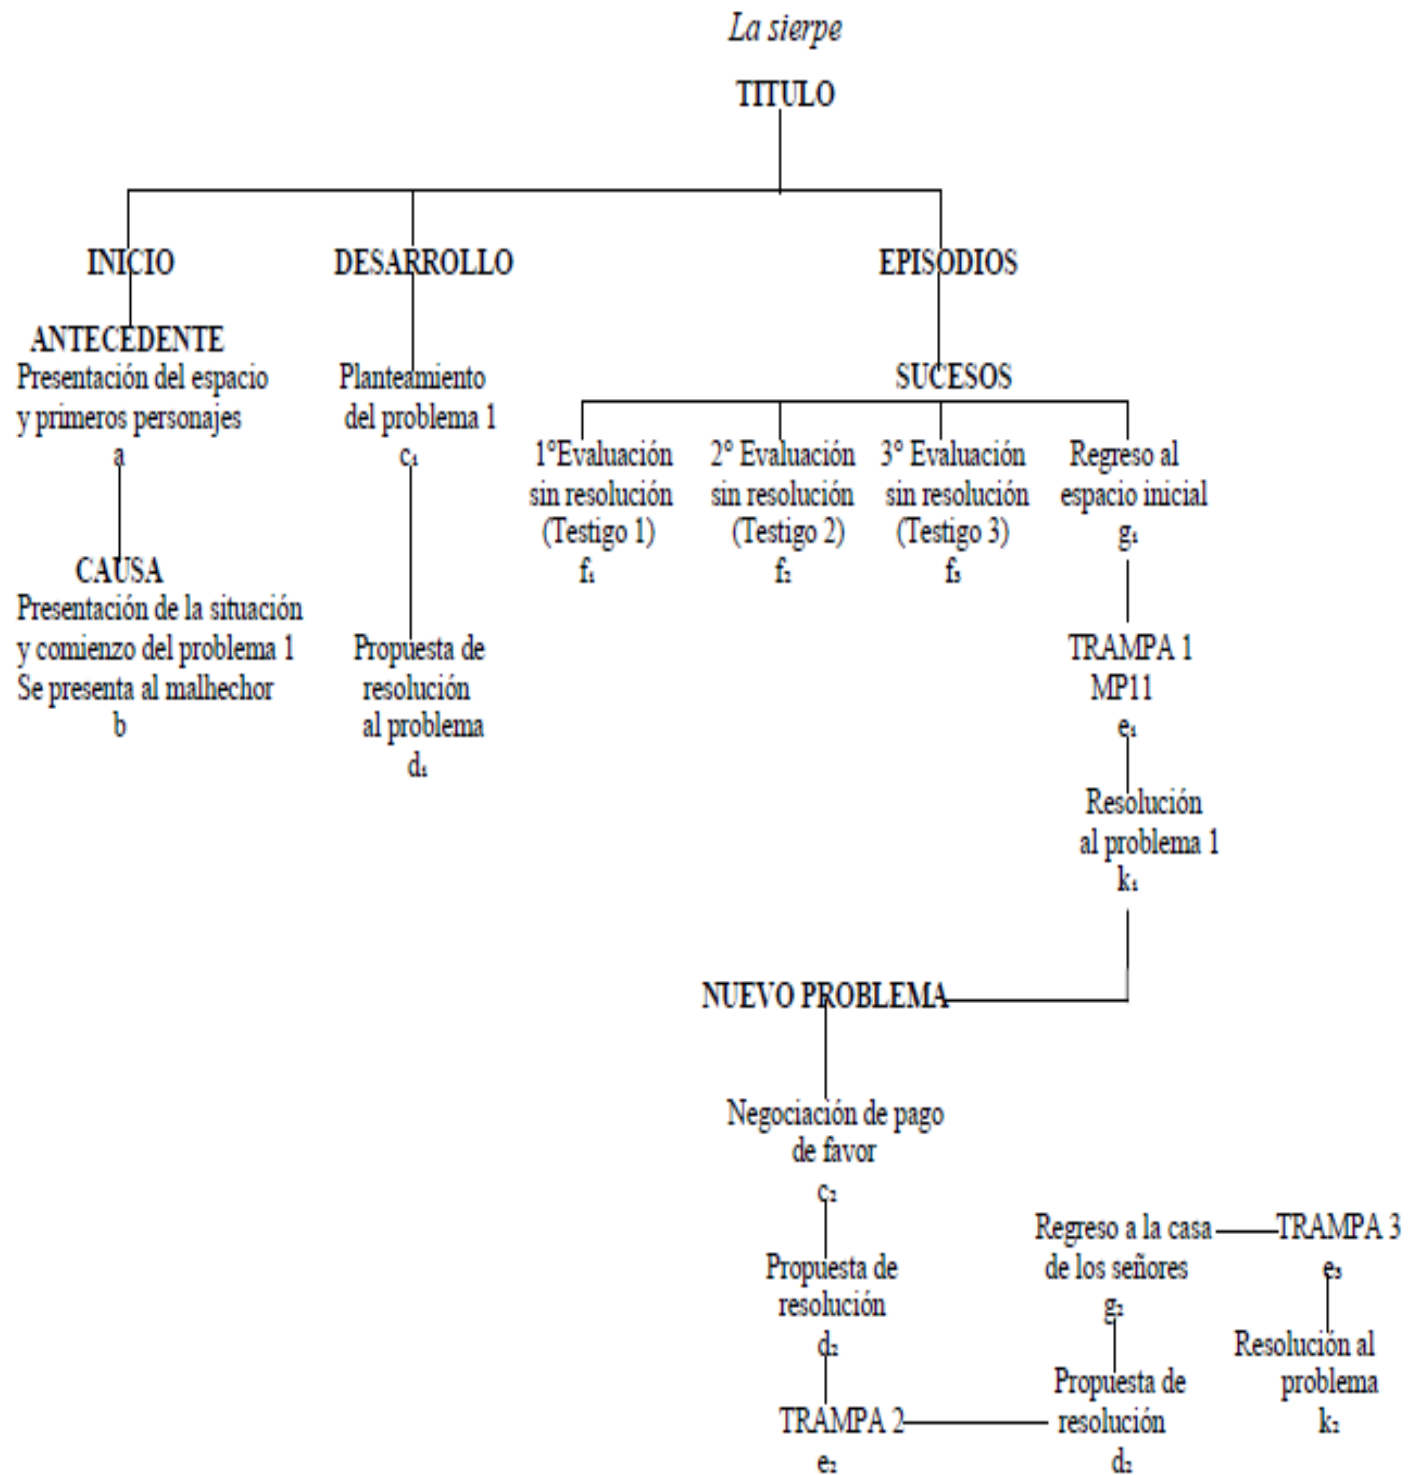 La sierpe
TITULO
INICIO
DESARROLLO
EPISODIOS
ANTECEDENTE
Presentación del espacio
y primeros personajes
a
CAUSA
Presentación de la situación
y comienzo del problema 1
Se presenta al malhechor
b
Planteamiento
del problema 1
c₁
Propuesta de
resolución
al problema
d₁
SUCESOS
1°Evaluación
sin resolución
(Testigo 1)
f₁
2° Evaluación
sin resolución
(Testigo 2)
f₂
3° Evaluación
sin resolución
(Testigo 3)
f₃
Regreso al
espacio inicial
g₁
TRAMPA 1
MP11
e₁
Resolución
al problema 1
k₁
NUEVO PROBLEMA
Negociación de pago
de favor
c₂
Propuesta de
resolución
d₂
TRAMPA 2
e₂
Propuesta de
resolución
d₂
Regreso a la casa
de los señores
g₂
TRAMPA 3
e₃
Resolución al
problema
k₂